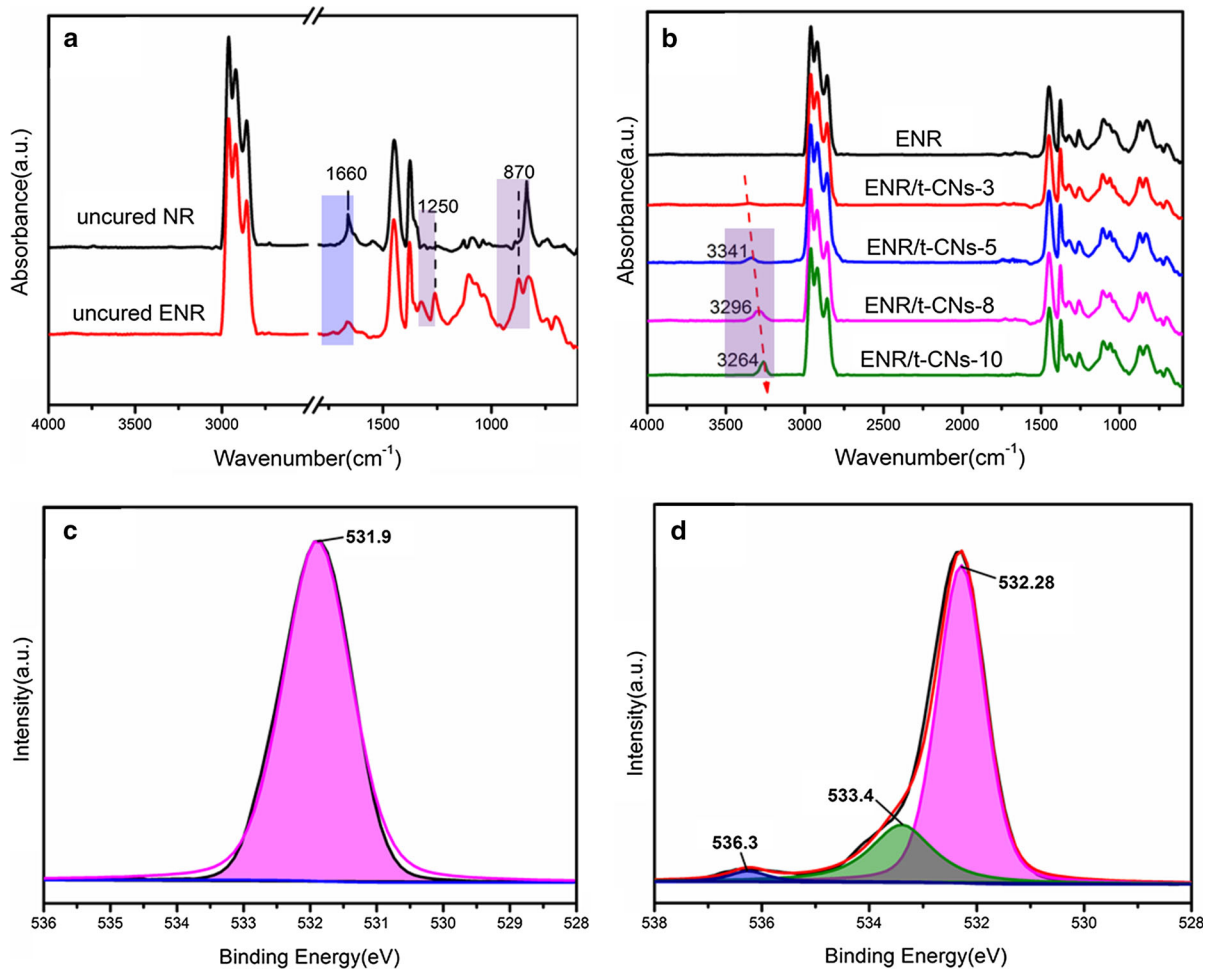 a
Absorbance(a.u.)
1660
1250
870
uncured NR
uncured ENR
4000 3500 3000 1500 1000
Wavenumber(cm⁻¹)
b
Absorbance(a.u.)
ENR
ENR/t-CNs-3
3341
ENR/t-CNs-5
3296
ENR/t-CNs-8
3264
ENR/t-CNs-10
4000 3500 3000 2500 2000 1500 1000
Wavenumber(cm⁻¹)
c
Intensity(a.u.)
531.9
536 535 534 533 532 531 530 529 528
Binding Energy(eV)
d
Intensity(a.u.)
532.28
533.4
536.3
538 536 534 532 530 528
Binding Energy(eV)